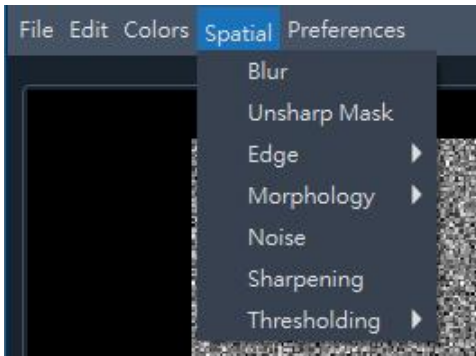 File Edit Colors Spatial Preferences
Blur
Unsharp Mask
Edge
Morphology
Noise
Sharpening
Thresholding